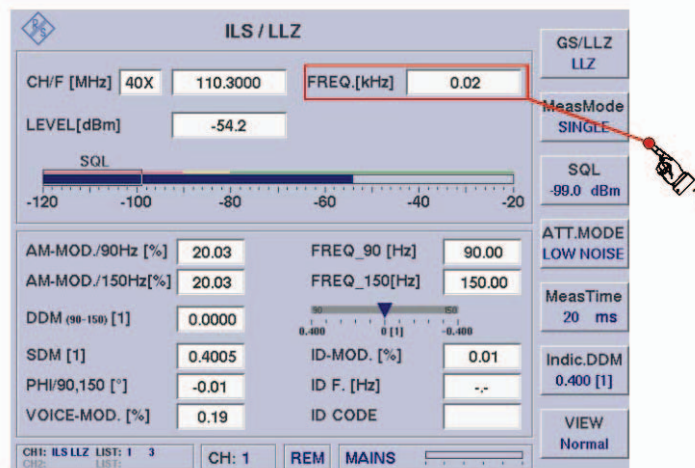 ILS / LLZ
CH/F [MHz] 40X 110.3000 FREQ.[kHz] 0.02
LEVEL[dBm] -54.2
SQL
-120 -100 -80 -60 -40 -20
AM-MOD./90Hz [%] 20.03 FREQ_90 [Hz] 90.00
AM-MOD./150Hz[%] 20.03 FREQ_150[Hz] 150.00
DDM (90-150) [1] 0.0000 90 150
0.400 0 [1] -0.400
SDM [1] 0.4005 ID-MOD. [%] 0.01
PHI/90,150 [°] -0.01 ID F. [Hz] -.-
VOICE-MOD. [%] 0.19 ID CODE
CH1: ILS LLZ LIST: 1 3
CH2: LIST:
CH: 1 REM MAINS
GS/LLZ
LLZ
MeasMode
SINGLE
SQL
-99.0 dBm
ATT.MODE
LOW NOISE
MeasTime
20 ms
Indic.DDM
0.400 [1]
VIEW
Normal